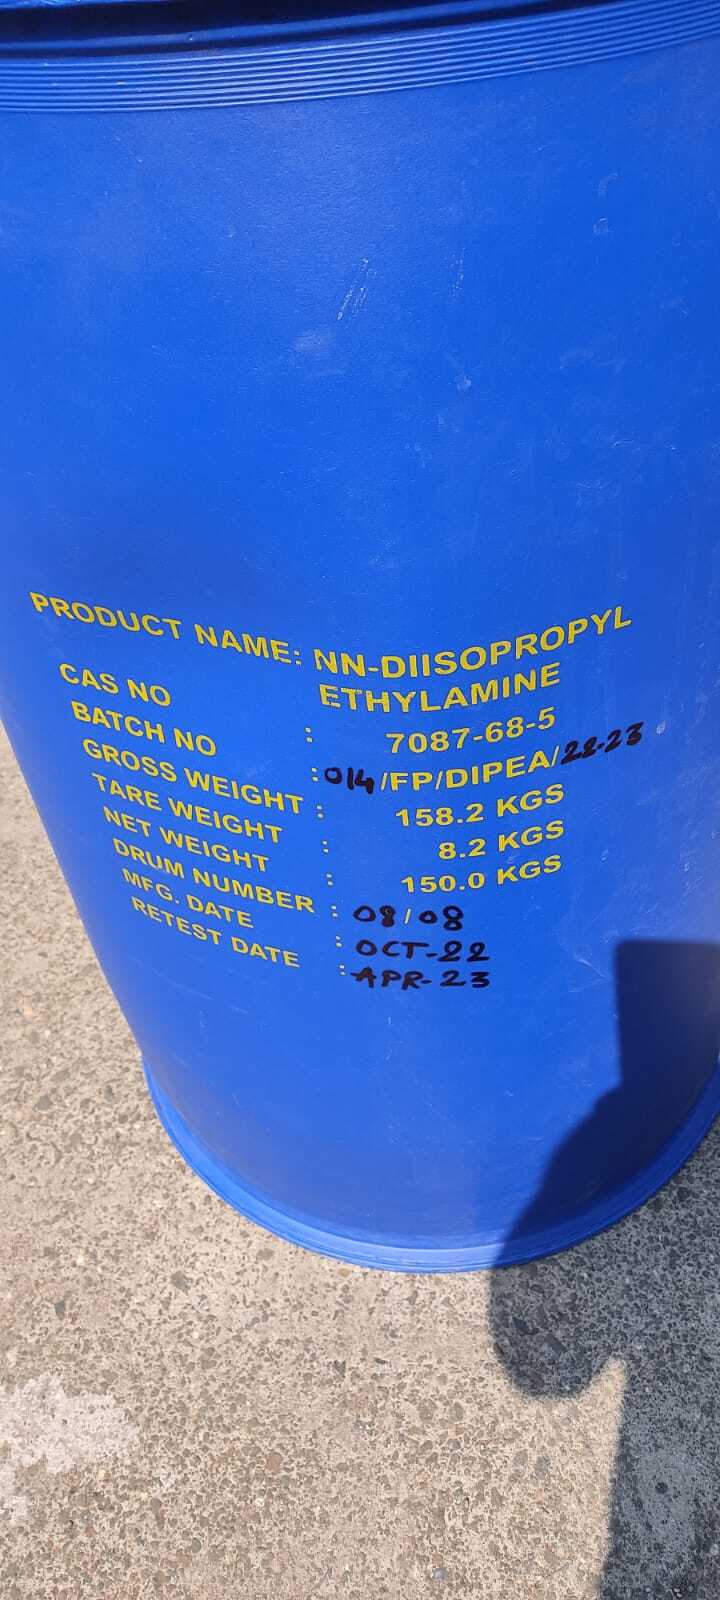 PRODUCT NAME: NN-DIISOPROPYL
ETHYLAMINE
CAS NO : 7087-68-5
BATCH NO : 014/FP/DIPEA/22-23
GROSS WEIGHT : 158.2 KGS
TARE WEIGHT : 8.2 KGS
NET WEIGHT : 150.0 KGS
DRUM NUMBER : 08/08
MFG. DATE : OCT-22
RETEST DATE : APR-23